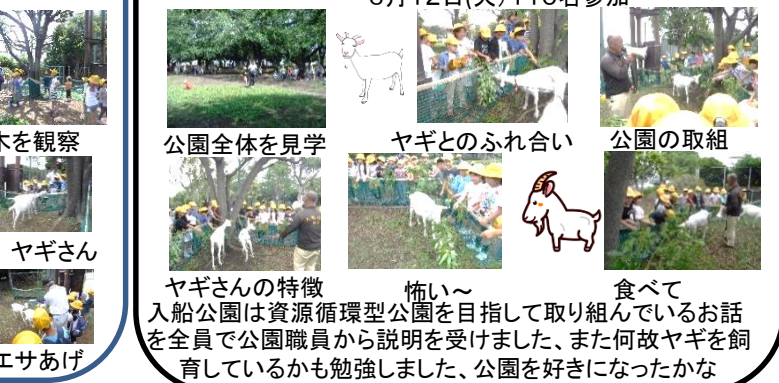 木を観察
ヤギさん
エサあげ
公園全体を見学
ヤギとのふれ合い
公園の取組
ヤギさんの特徴
怖い～
食べて
入船公園は資源循環型公園を目指して取り組んでいるお話
を全員で公園職員から説明を受けました、また何故ヤギを飼
育しているかも勉強しました、公園を好きになったかな